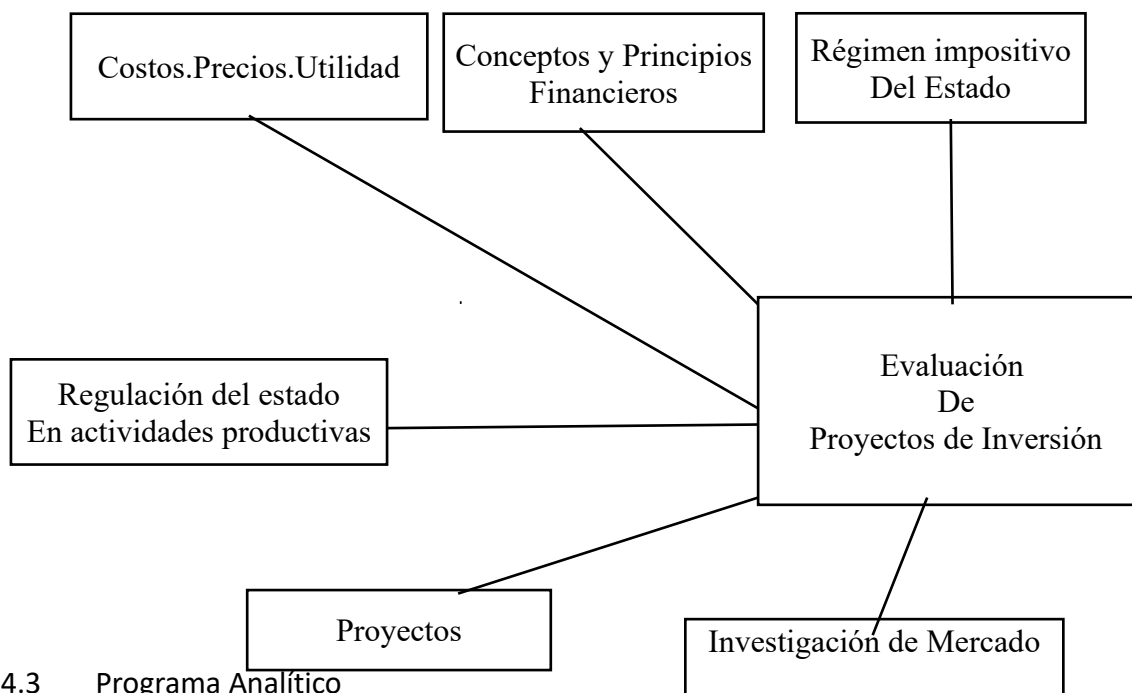 Costos.Precios.Utilidad
Conceptos y Principios
Financieros
Régimen impositivo
Del Estado
Regulación del estado
En actividades productivas
Evaluación
De
Proyectos de Inversión
Proyectos
Investigación de Mercado
4.3 Programa Analítico